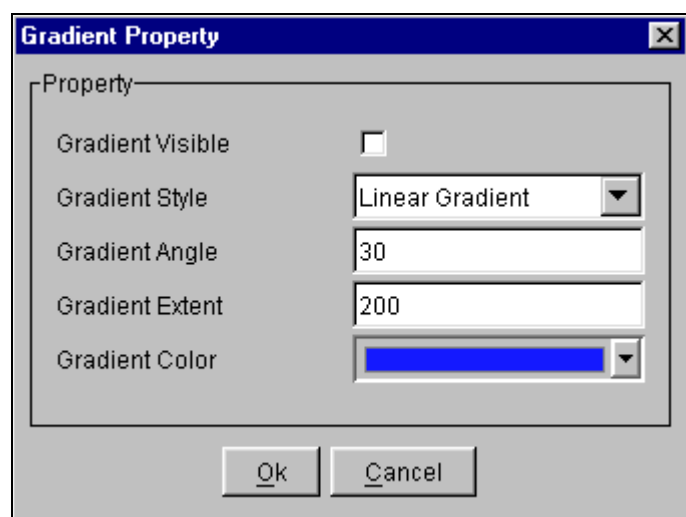 Gradient Property
Property
Gradient Visible
Gradient Style Linear Gradient
Gradient Angle 30
Gradient Extent 200
Gradient Color
Ok Cancel